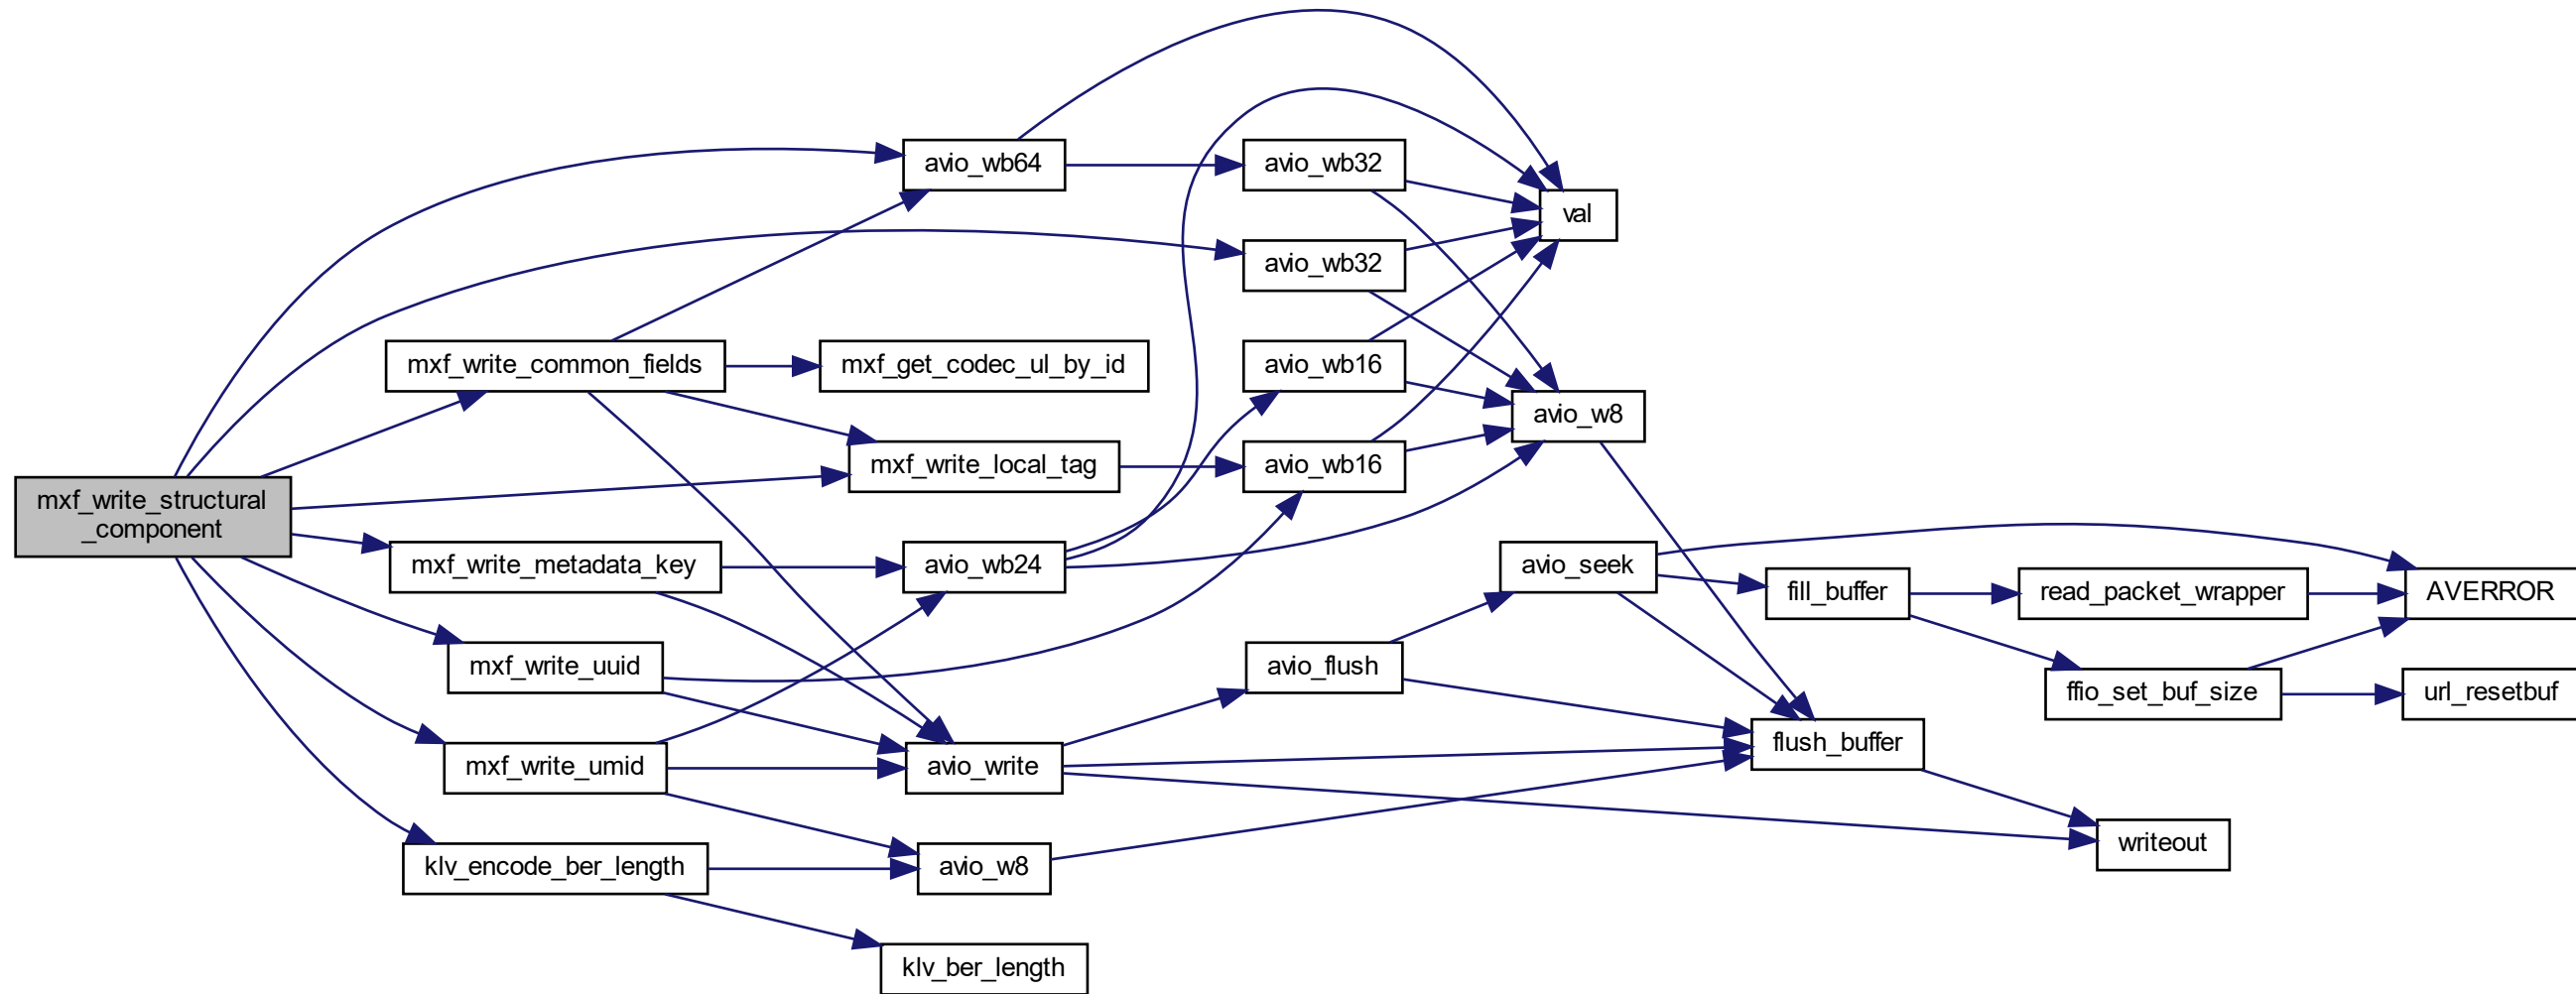 avio_wb64
avio_wb32
val
avio_wb32
mxf_write_common_fields
mxf_get_codec_ul_by_id
avio_wb16
avio_w8
mxf_write_local_tag
avio_wb16
mxf_write_structural
_component
mxf_write_metadata_key
avio_wb24
avio_seek
fill_buffer
read_packet_wrapper
AVERROR
mxf_write_uuid
avio_flush
ffio_set_buf_size
url_resetbuf
mxf_write_umid
avio_write
flush_buffer
klv_encode_ber_length
avio_w8
writeout
klv_ber_length